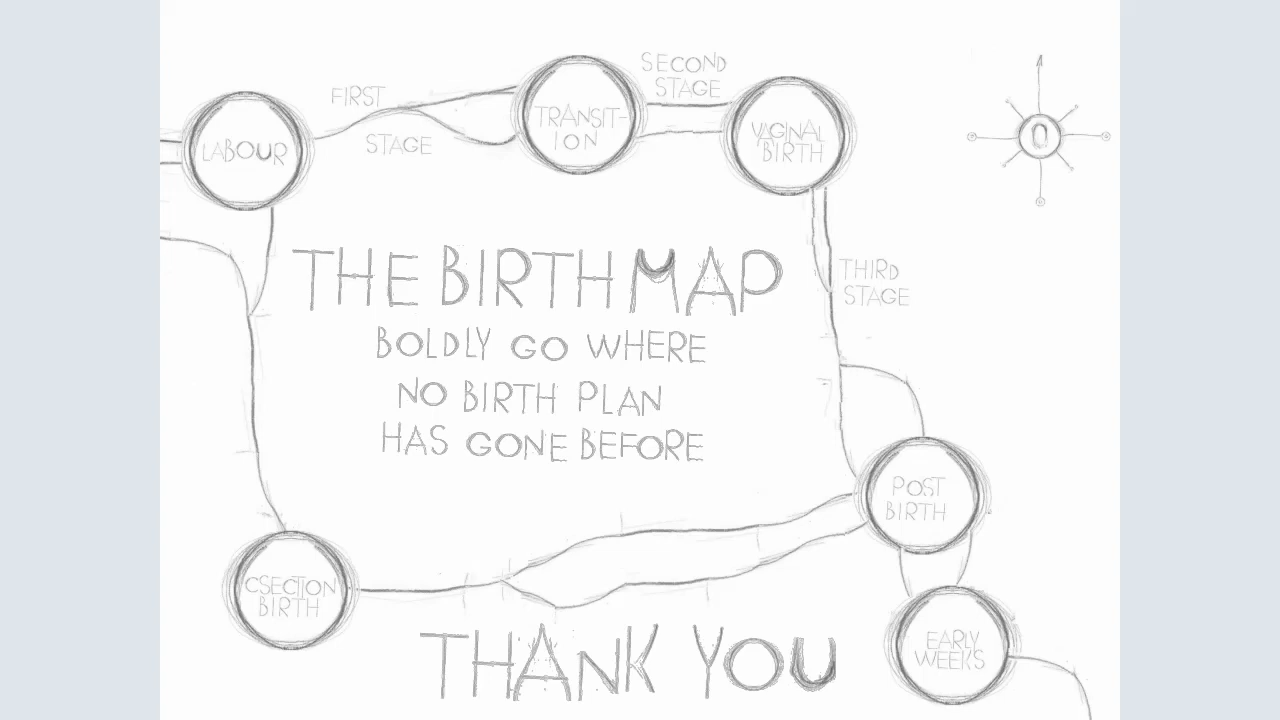 LABOUR
FIRST
STAGE
TRANSIT-
ION
SECOND
STAGE
VAGINAL
BIRTH
O
THE BIRTH MAP
BOLDLY GO WHERE
NO BIRTH PLAN
HAS GONE BEFORE
THIRD
STAGE
POST
BIRTH
CSECTION
BIRTH
EARLY
WEEKS
THANK YOU